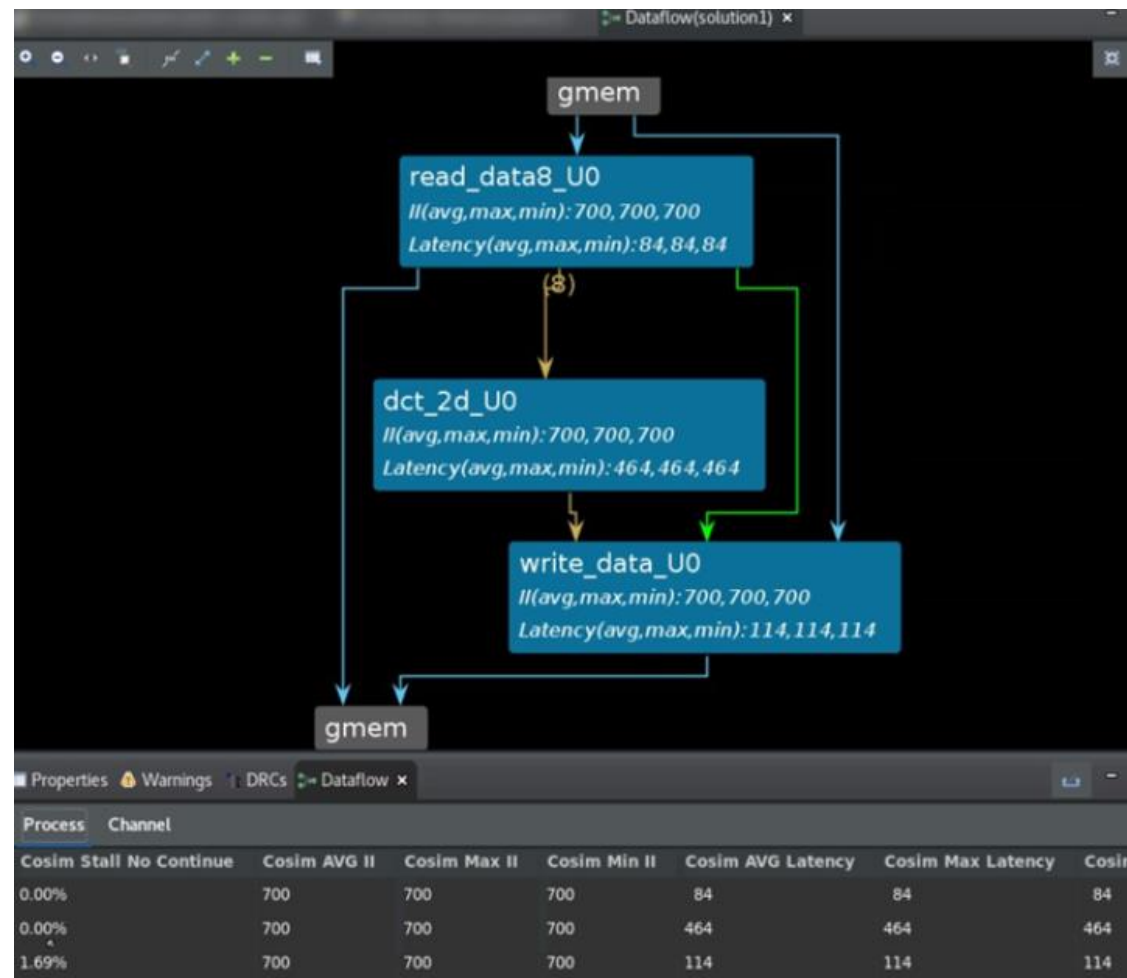 Dataflow(solution1) ×
gmem
read_data8_U0
II(avg,max,min):700,700,700
Latency(avg,max,min):84,84,84
(8)
dct_2d_U0
II(avg,max,min):700,700,700
Latency(avg,max,min):464,464,464
write_data_U0
II(avg,max,min):700,700,700
Latency(avg,max,min):114,114,114
gmem
Properties Warnings DRCs Dataflow ×
Process Channel
Cosim Stall No Continue Cosim AVG II Cosim Max II Cosim Min II Cosim AVG Latency Cosim Max Latency Cosim
0.00% 700 700 700 84 84 84
0.00% 700 700 700 464 464 464
1.69% 700 700 700 114 114 114